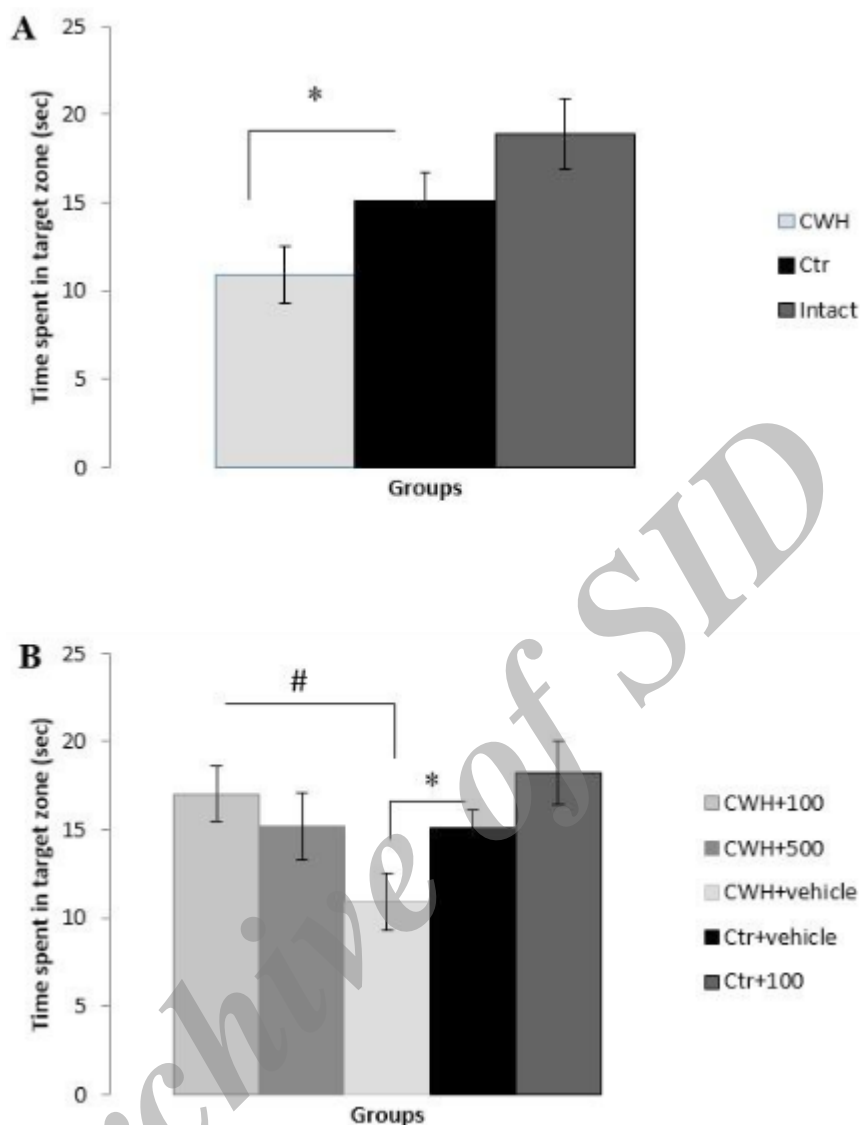 A
Time spent in target zone (sec)
25
20
15
10
5
0
*
Groups
CWH
Ctr
Intact
B
Time spent in target zone (sec)
25
20
15
10
5
0
#
*
Groups
CWH+100
CWH+500
CWH+vehicle
Ctr+vehicle
Ctr+100
chive of SID